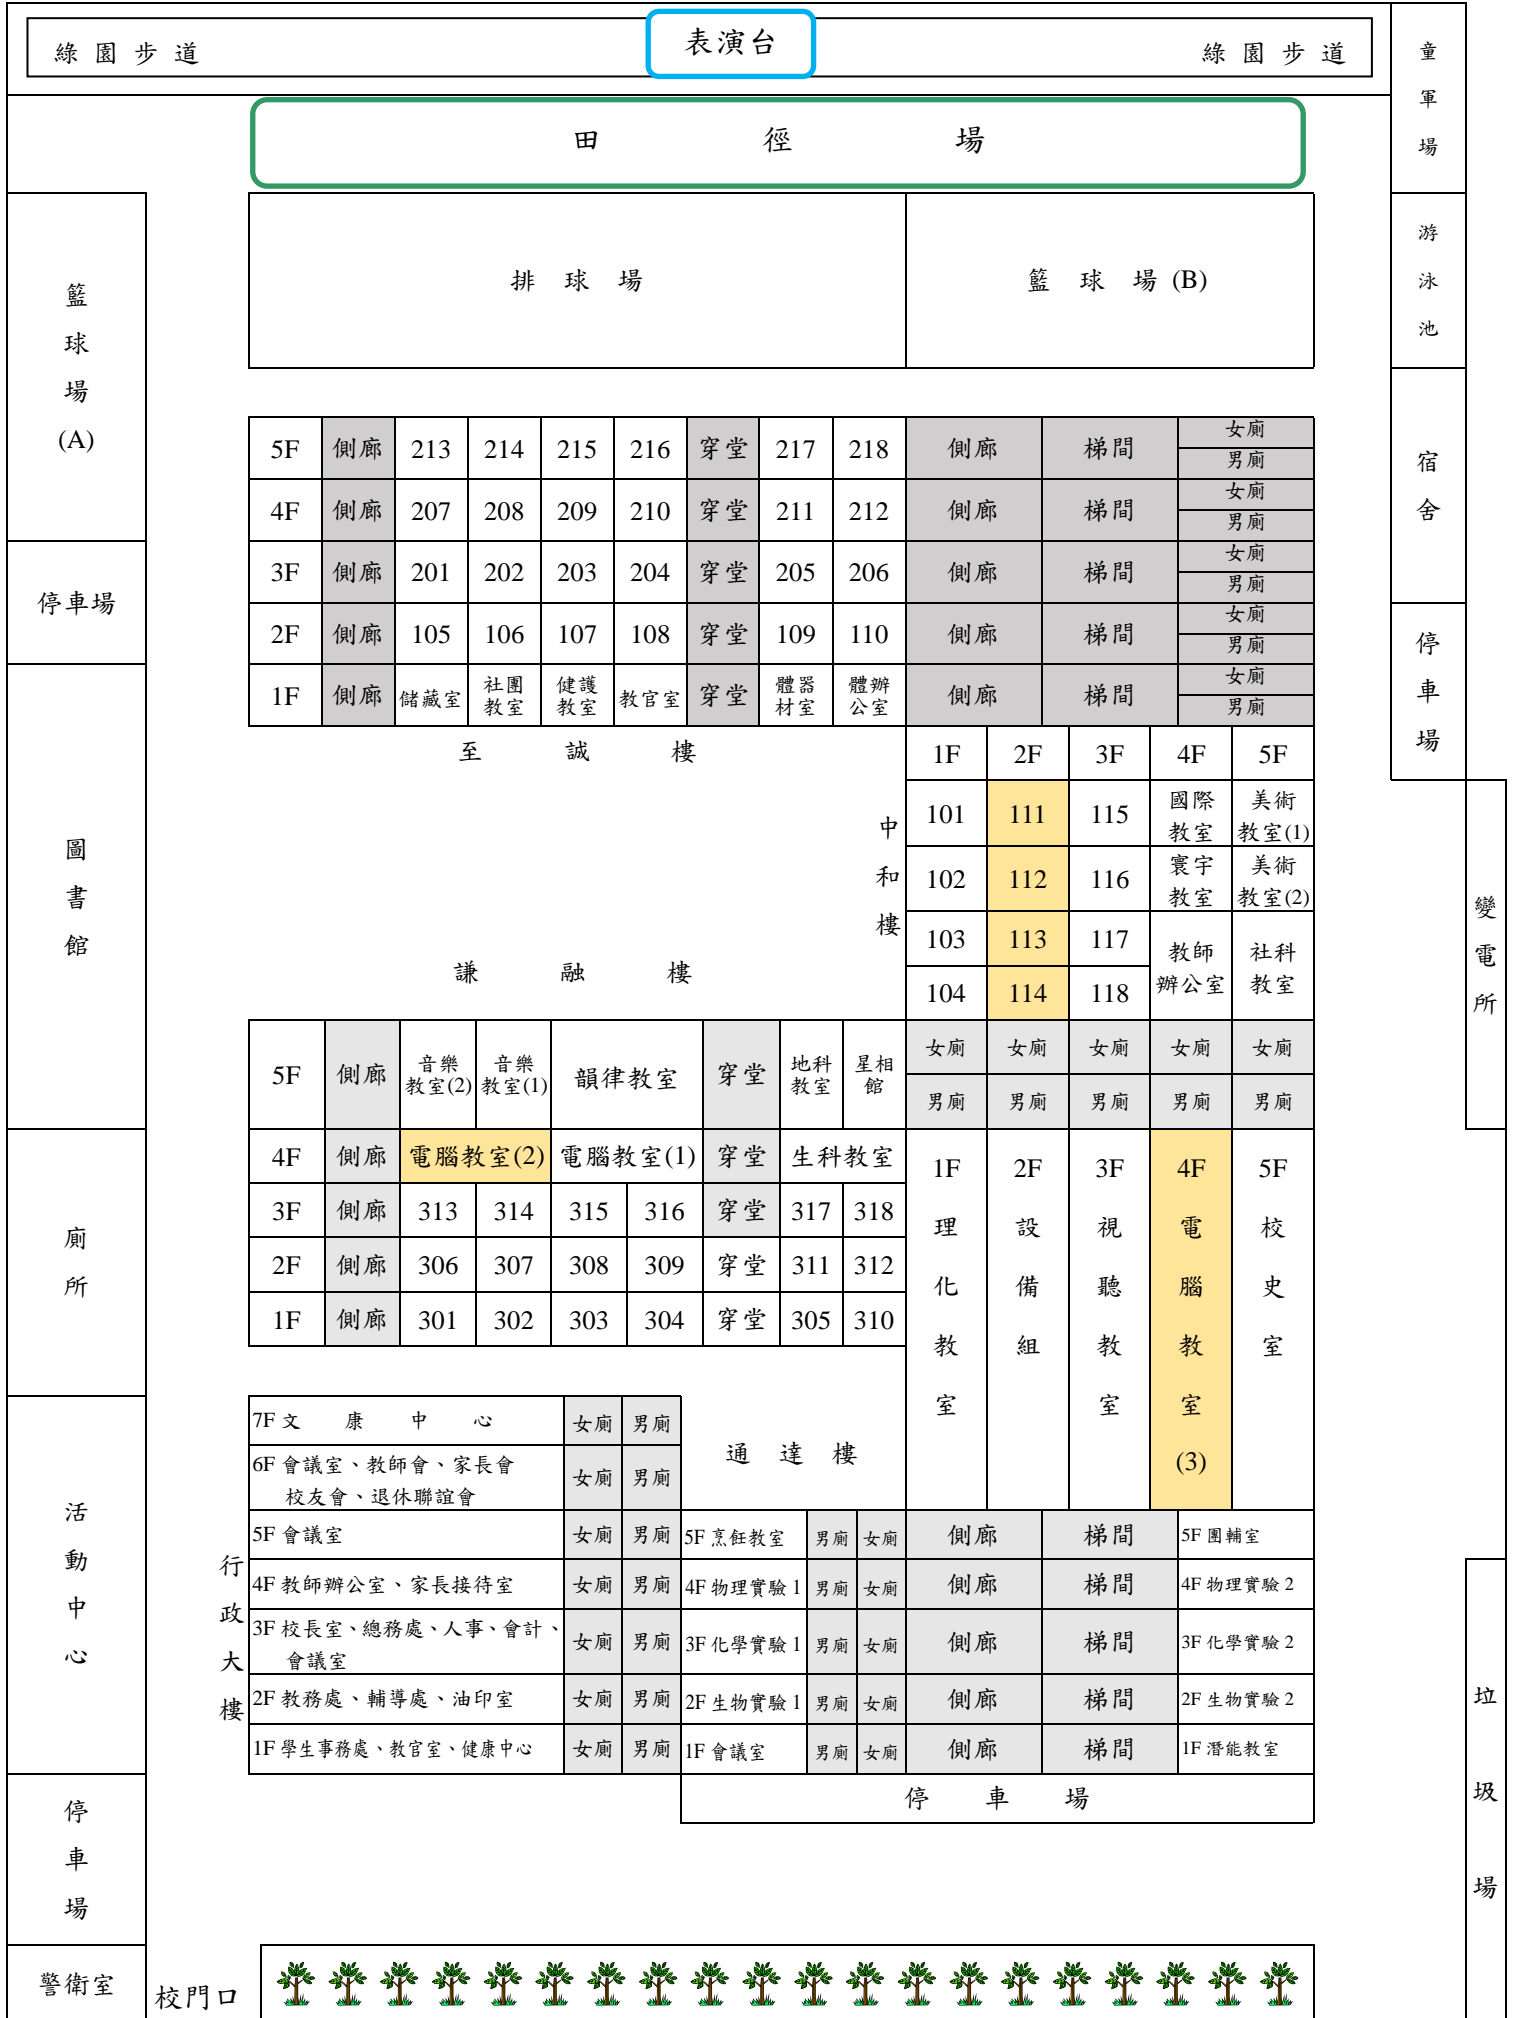 綠園步道 表演台 綠園步道
童軍場
田徑場
籃球場(A)
排球場 籃球場(B)
游泳池
5F 側廊 213 214 215 216 穿堂 217 218 側廊 梯間 女廁 男廁
宿舍
4F 側廊 207 208 209 210 穿堂 211 212 側廊 梯間 女廁 男廁
停車場
3F 側廊 201 202 203 204 穿堂 205 206 側廊 梯間 女廁 男廁
2F 側廊 105 106 107 108 穿堂 109 110 側廊 梯間 女廁 男廁
停車場
1F 側廊 儲藏室 社團教室 健護教室 教官室 穿堂 體器材室 體辦公室 側廊 梯間 女廁 男廁
圖書館
至誠樓
中和樓
1F 2F 3F 4F 5F
101 111 115 國際教室 美術教室(1)
102 112 116 寰宇教室 美術教室(2)
103 113 117 教師辦公室 社科教室
104 114 118
變電所
謙融樓
女廁 女廁 女廁 女廁 女廁
男廁 男廁 男廁 男廁 男廁
5F 側廊 音樂教室(2) 音樂教室(1) 韻律教室 穿堂 地科教室 星相館
廁所
4F 側廊 電腦教室(2) 電腦教室(1) 穿堂 生科教室
3F 側廊 313 314 315 316 穿堂 317 318
2F 側廊 306 307 308 309 穿堂 311 312
1F 側廊 301 302 303 304 穿堂 305 310
1F理化教室
2F設備組
3F視聽教室
4F電腦教室(3)
5F校史室
活動中心
行政大樓
通達樓
7F 文康中心 女廁 男廁
6F 會議室、教師會、家長會
校友會、退休聯誼會 女廁 男廁
5F 會議室 女廁 男廁 5F 烹飪教室 男廁 女廁 側廊 梯間 5F 團輔室
4F 教師辦公室、家長接待室 女廁 男廁 4F 物理實驗 1 男廁 女廁 側廊 梯間 4F 物理實驗 2
3F 校長室、總務處、人事、會計、
會議室 女廁 男廁 3F 化學實驗 1 男廁 女廁 側廊 梯間 3F 化學實驗 2
2F 教務處、輔導處、油印室 女廁 男廁 2F 生物實驗 1 男廁 女廁 側廊 梯間 2F 生物實驗 2
1F 學生事務處、教官室、健康中心 女廁 男廁 1F 會議室 男廁 女廁 側廊 梯間 1F 潛能教室
垃圾場
停車場
停車場
警衛室 校門口